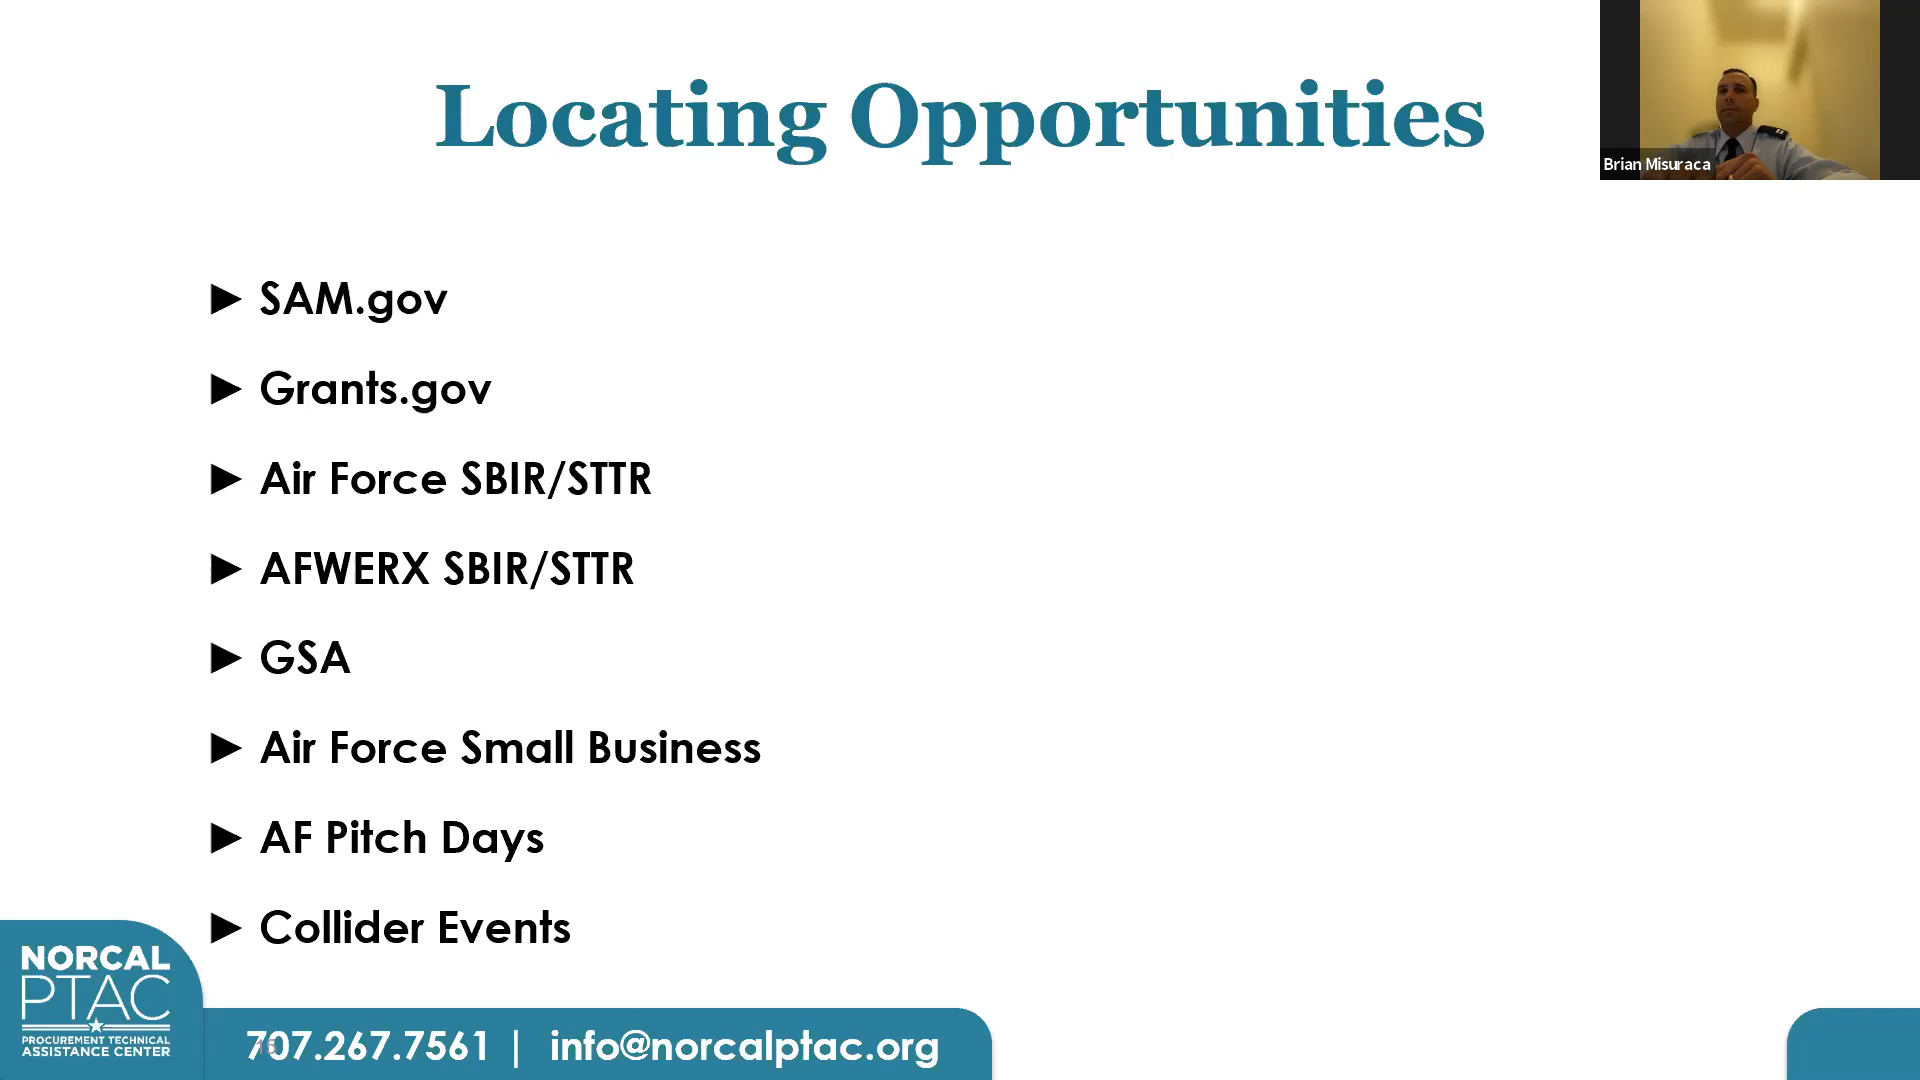 Locating Opportunities
Brian Misuraca
► SAM.gov
► Grants.gov
► Air Force SBIR/STTR
► AFWERX SBIR/STTR
► GSA
► Air Force Small Business
► AF Pitch Days
► Collider Events
NORCAL
PTAC
PROCUREMENT TECHNICAL
ASSISTANCE CENTER
707.267.7561 | info@norcalptac.org